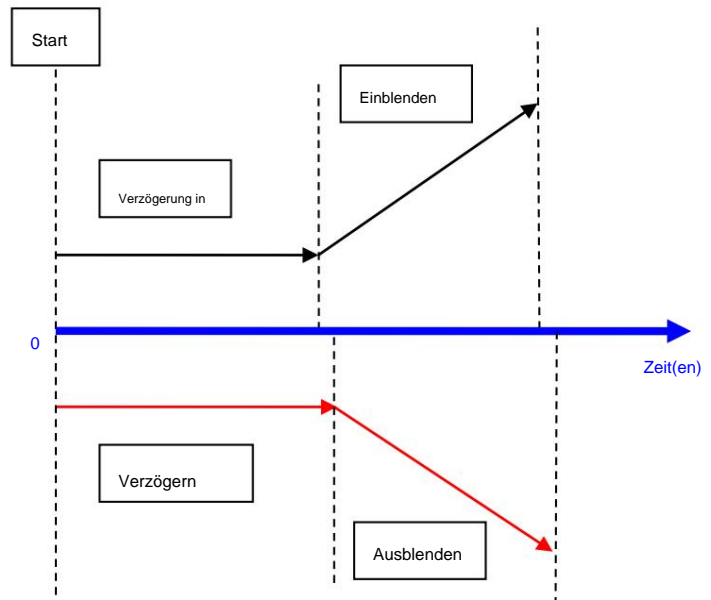 Start
Einblenden
Verzögerung in
0
Zeit(en)
Verzögern
Ausblenden